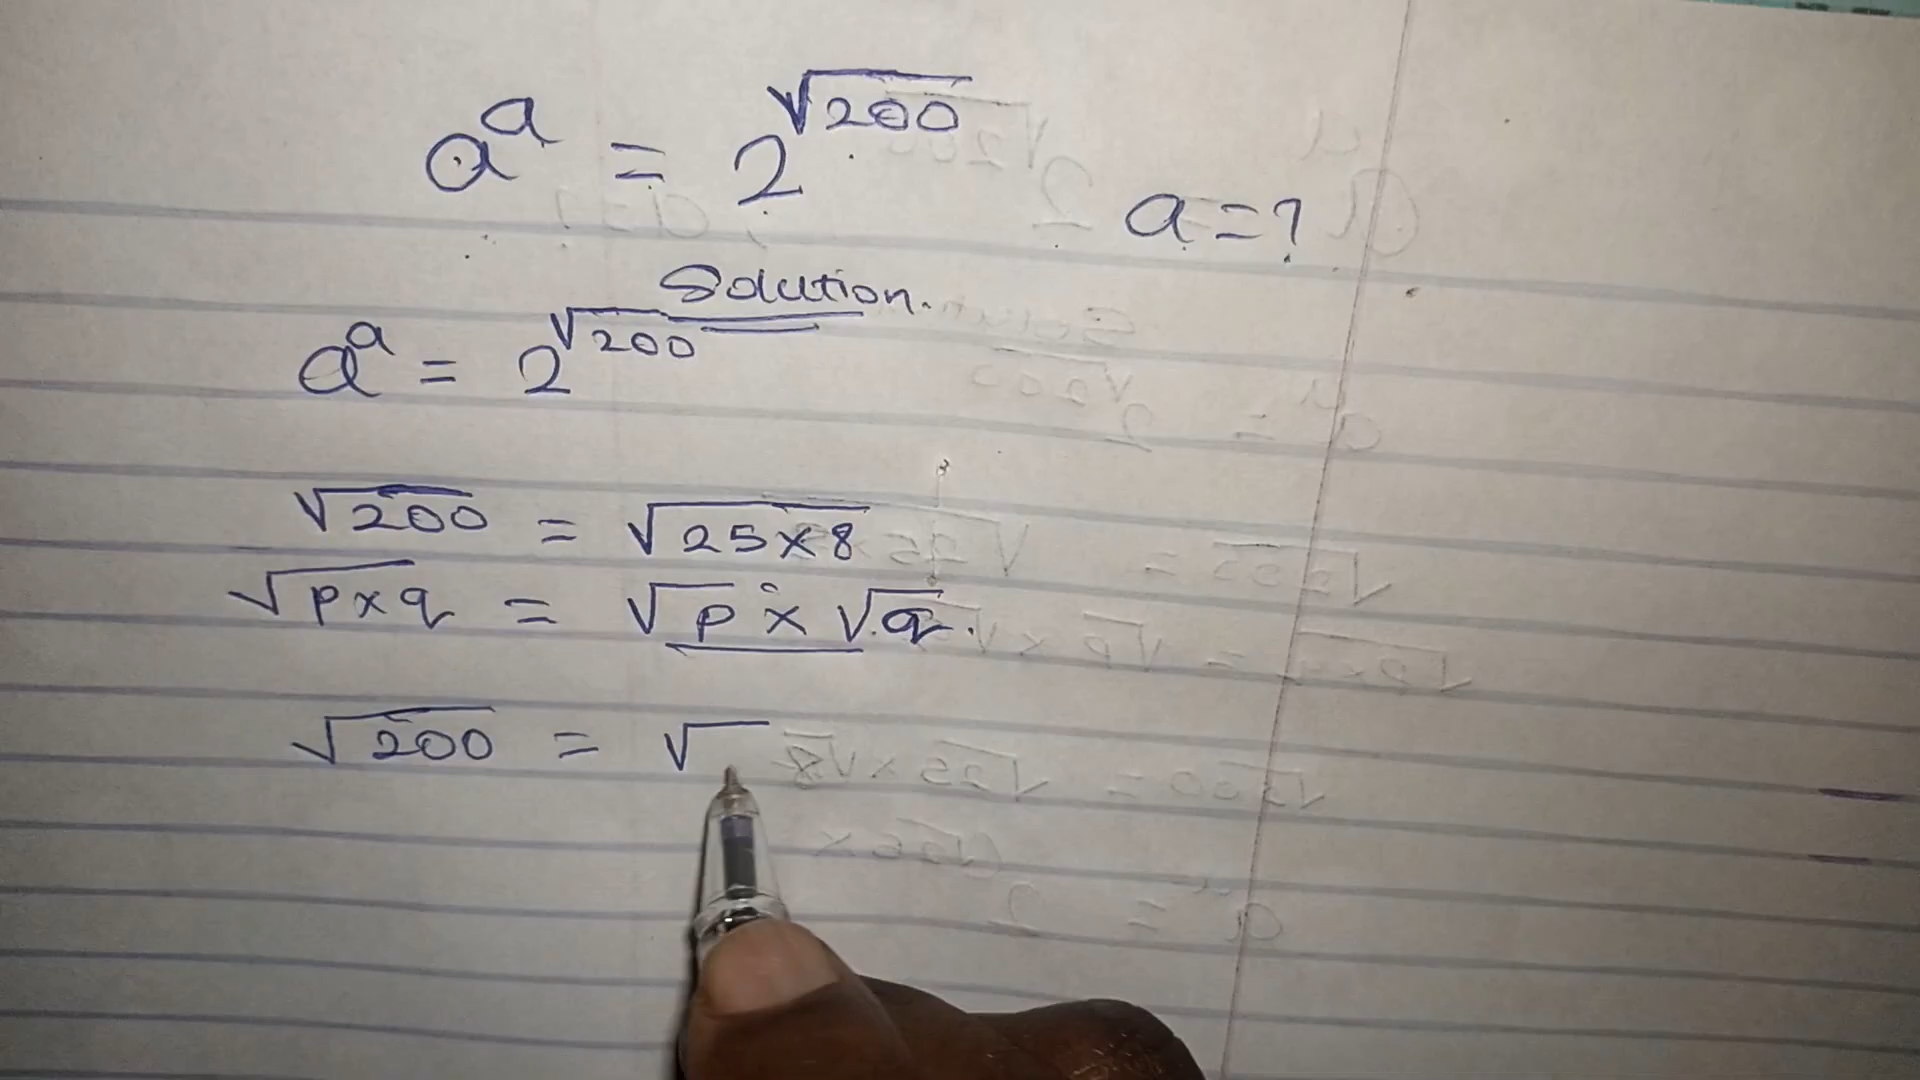 a^a = 2^√200
a = ?
Solution.
a^a = 2^√200
√200 = √25×8
√p×q = √p × √q.
√200 = √